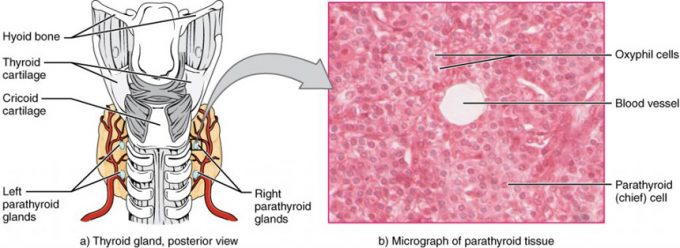 Hyoid bone
Thyroid
cartilage
Cricoid
cartilage
Left
parathyroid
glands
Right
parathyroid
glands
a) Thyroid gland, posterior view
Oxyphil cells
Blood vessel
Parathyroid
(chief) cell
b) Micrograph of parathyroid tissue